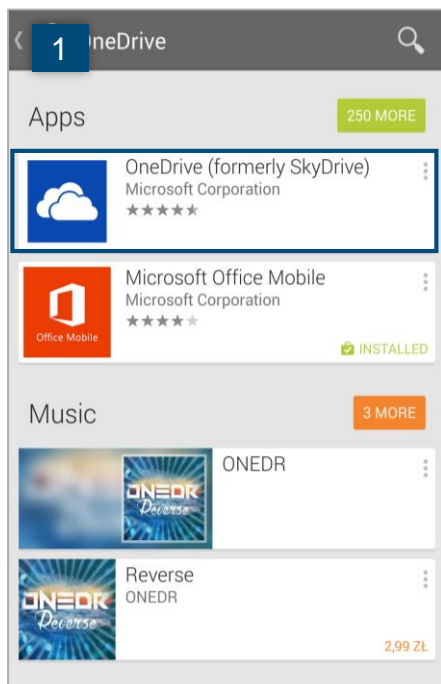 1
OneDrive
Apps
250 MORE
OneDrive (formerly SkyDrive)
Microsoft Corporation
Microsoft Office Mobile
Microsoft Corporation
Office Mobile
INSTALLED
Music
3 MORE
ONEDR
ONEDR
Reverse
Reverse
ONEDR
ONEDR
Reverse
2,99 ZŁ